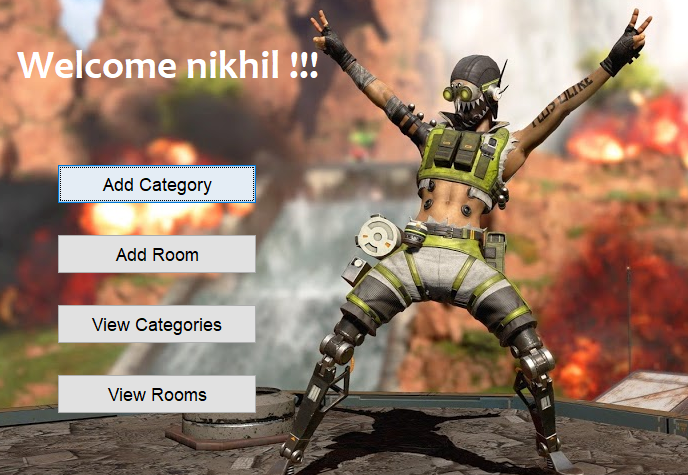 Welcome nikhil !!!
Add Category
Add Room
View Categories
View Rooms